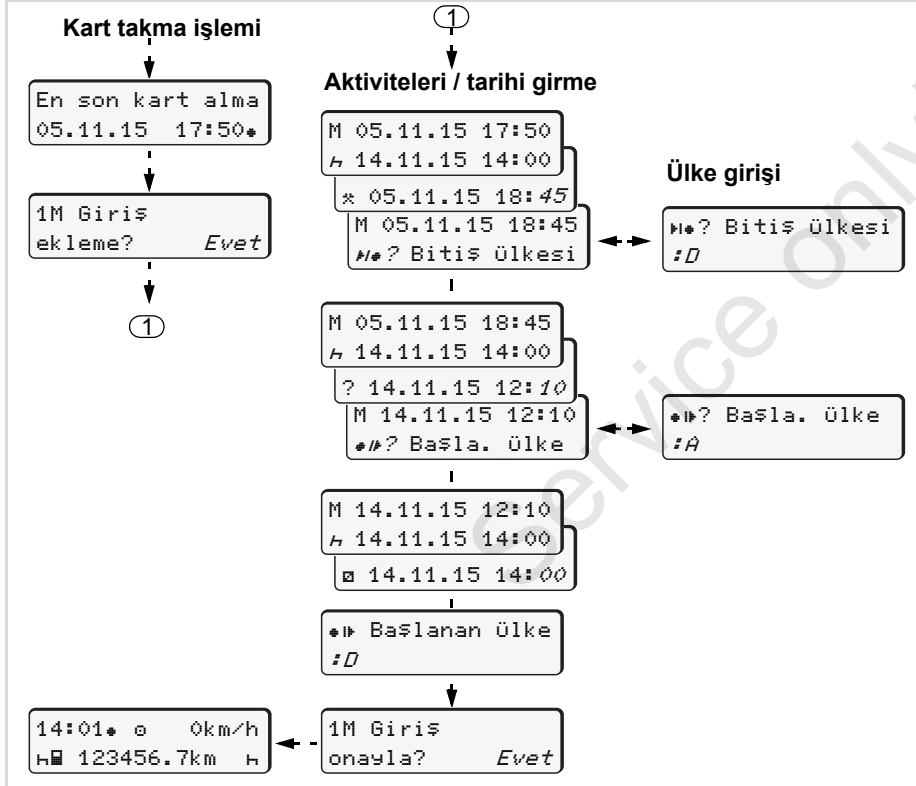 Kart takma işlemi
En son kart alma
05.11.15 17:50
1M Giriş
ekleme? Evet
1
1
Aktiviteleri / tarihi girme
M 05.11.15 17:50
14.11.15 14:00
05.11.15 18:45
M 05.11.15 18:45
? Bitiş ülkesi
Ülke girişi
? Bitiş ülkesi
:D
M 05.11.15 18:45
14.11.15 14:00
? 14.11.15 12:10
M 14.11.15 12:10
? Başla. ülke
? Başla. ülke
:A
M 14.11.15 12:10
14.11.15 14:00
14.11.15 14:00
Başlanan ülke
:D
1M Giriş
onayla? Evet
14:01 0km/h
123456.7km
Service only